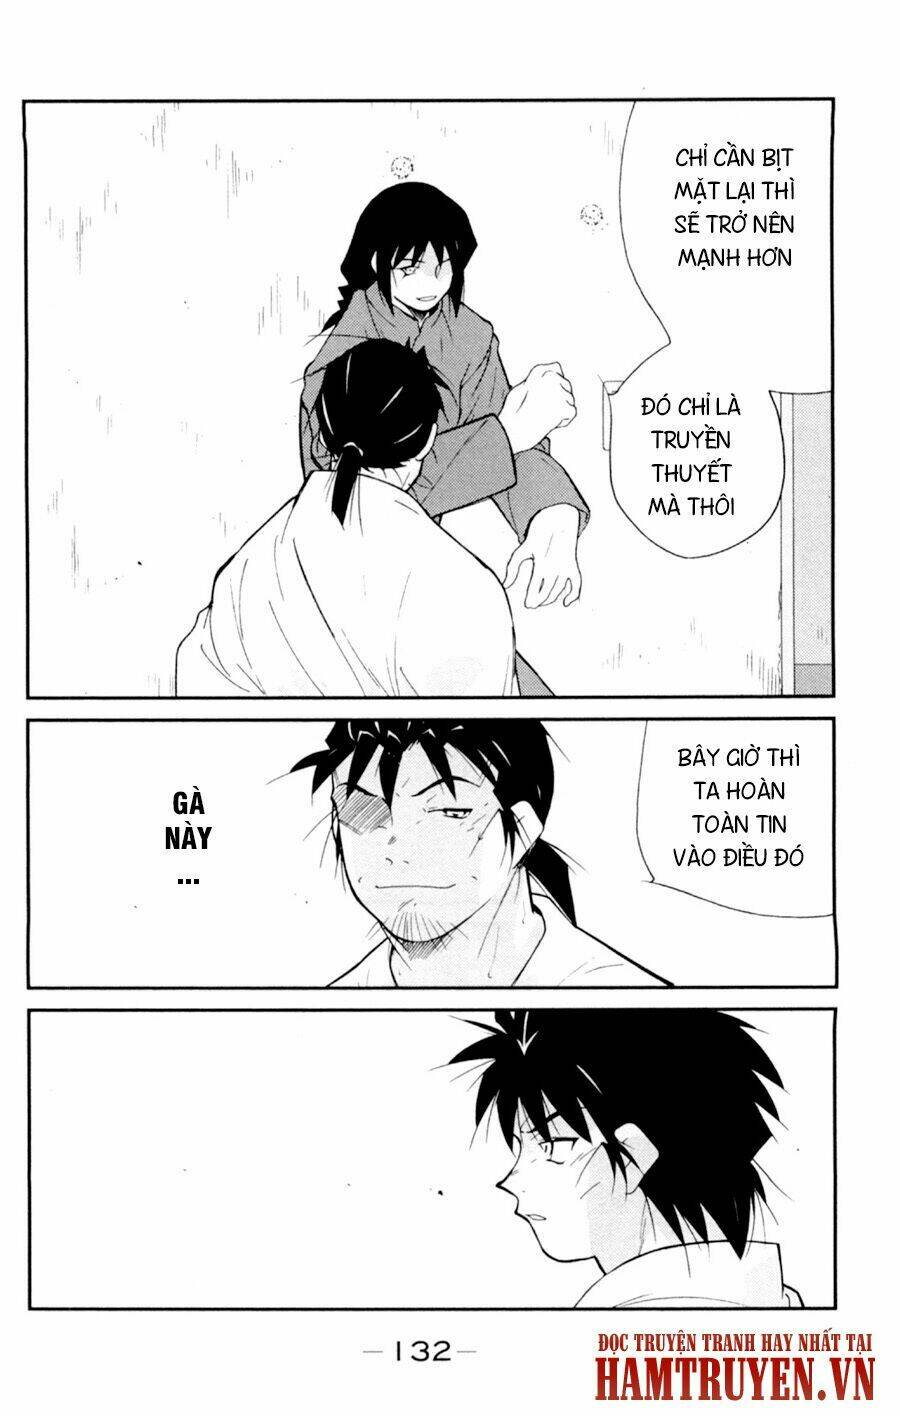 CHỈ CẦN BỊT
MẶT LẠI THÌ
SẼ TRỞ NÊN
MẠNH HƠN
ĐÓ CHỈ LÀ
TRUYỀN
THUYẾT
MÀ THÔI
BÂY GIỜ THÌ
TA HOÀN
TOÀN TIN
VÀO ĐIỀU ĐÓ
GÀ
NÀY
...
132
ĐỌC TRUYỆN TRANH HAY NHẤT TẠI
HAMTRUYEN.VN